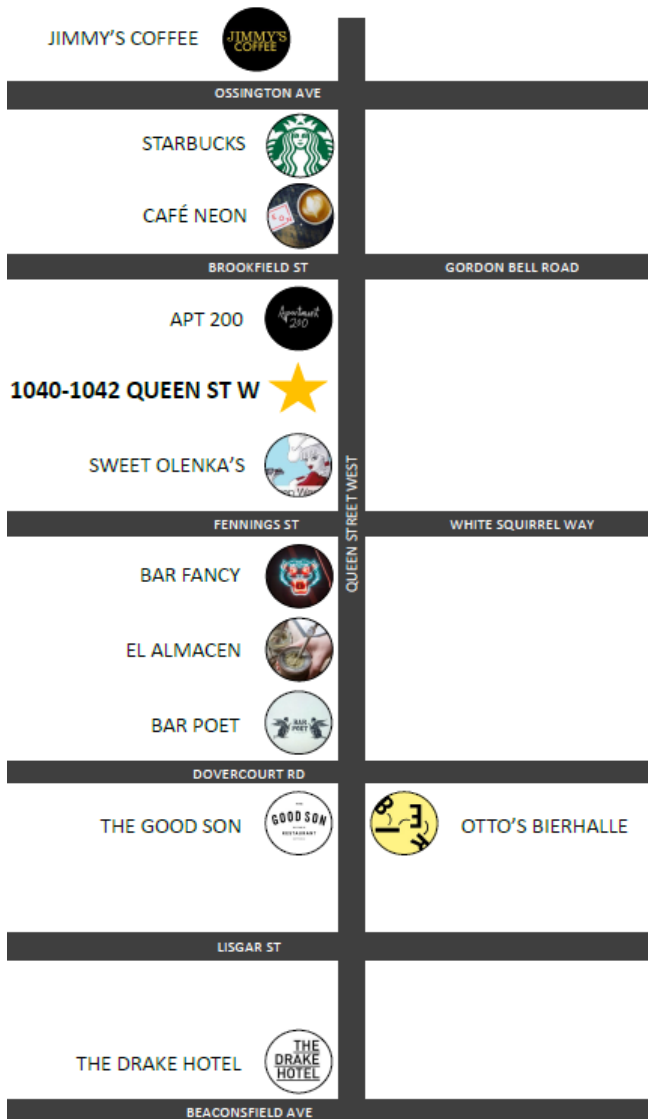 JIMMY'S COFFEE
JIMMY'S
COFFEE
OSSINGTON AVE
STARBUCKS
CAFÉ NEON
BROOKFIELD ST
GORDON BELL ROAD
APT 200
Apartment
200
1040-1042 QUEEN ST W
SWEET OLENKA'S
QUEEN STREET WEST
FENNINGS ST
WHITE SQUIRREL WAY
BAR FANCY
EL ALMACEN
BAR POET
BAR
POET
DOVERCOURT RD
THE GOOD SON
GOOD SON
RESTAURANT
BIER
OTTO'S BIERHALLE
LISGAR ST
THE DRAKE HOTEL
THE
DRAKE
HOTEL
BEACONSFIELD AVE